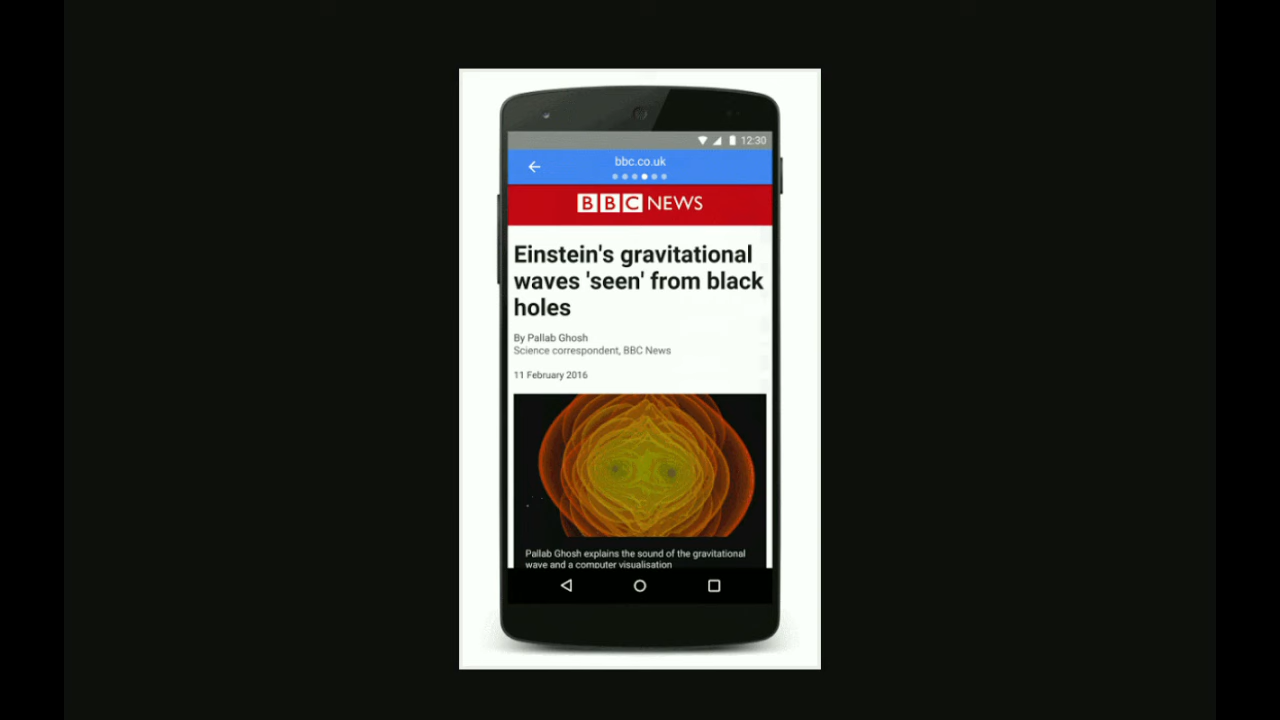 12:30
bbc.co.uk
BBC NEWS
Einstein's gravitational
waves 'seen' from black
holes
By Pallab Ghosh
Science correspondent, BBC News
11 February 2016
Pallab Ghosh explains the sound of the gravitational
wave and a computer visualisation